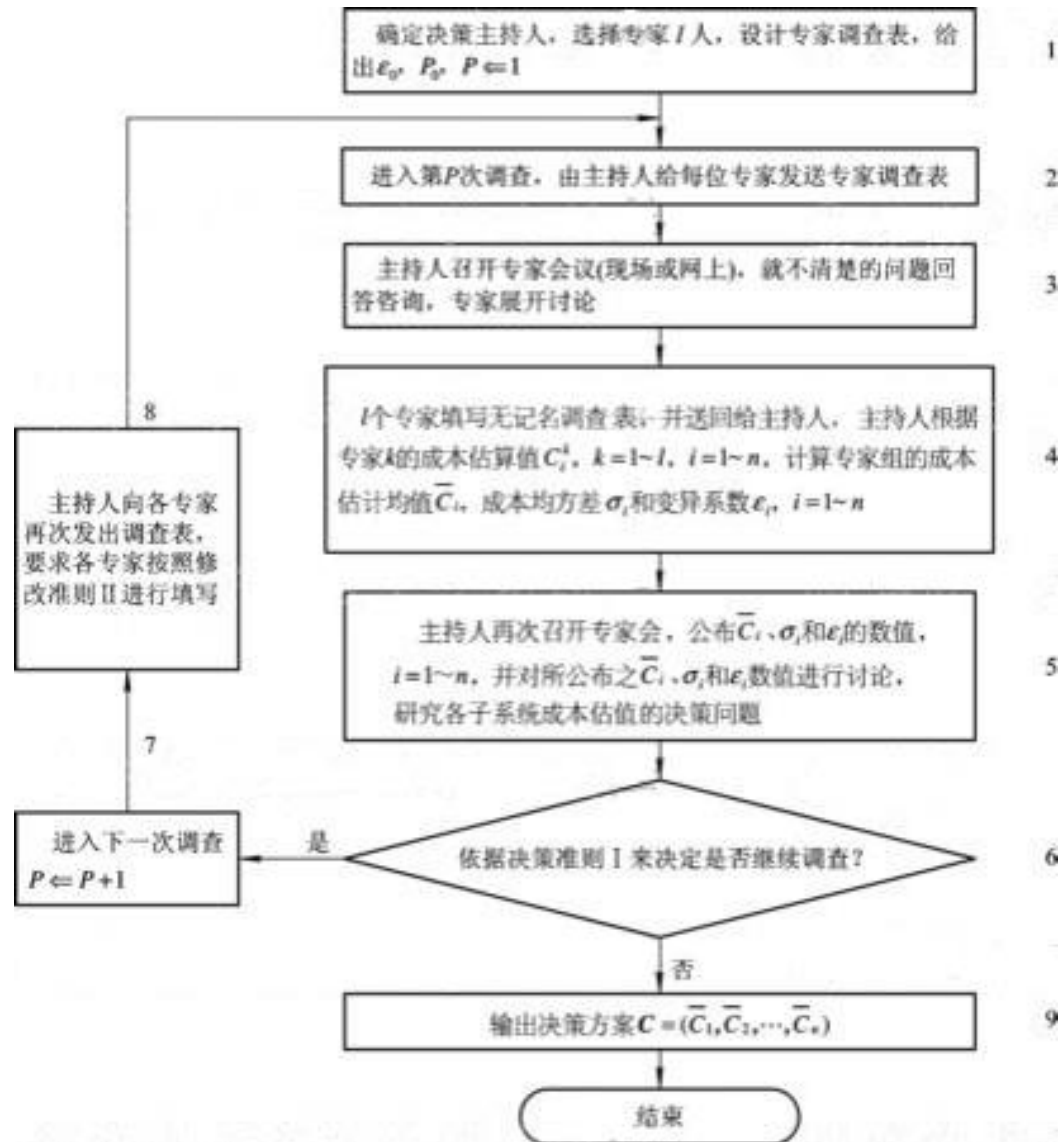 确定决策主持人，选择专家l人，设计专家调查表，给
出ε₀，P₀，P⇐1
1
进入第P次调查，由主持人给每位专家发送专家调查表
2
主持人召开专家会议(现场或网上)，就不清楚的问题回
答咨询，专家展开讨论
3
l个专家填写无记名调查表，并送回给主持人，主持人根据
专家k的成本估算值Cᵢᵏ，k=1~l，i=1~n，计算专家组的成本
估计均值C̅ᵢ，成本均方差σᵢ和变异系数εᵢ，i=1~n
4
8
主持人向各专家
再次发出调查表，
要求各专家按照修
改准则Ⅱ进行填写
主持人再次召开专家会，公布C̅ᵢ、σᵢ和εᵢ的数值，
i=1~n，并对所公布之C̅ᵢ、σᵢ和εᵢ数值进行讨论，
研究各子系统成本估值的决策问题
5
7
进入下一次调查
P⇐P+1
是
依据决策准则Ⅰ来决定是否继续调查？
6
否
输出决策方案C=(C̅₁,C̅₂,⋯,C̅ₙ)
9
结束